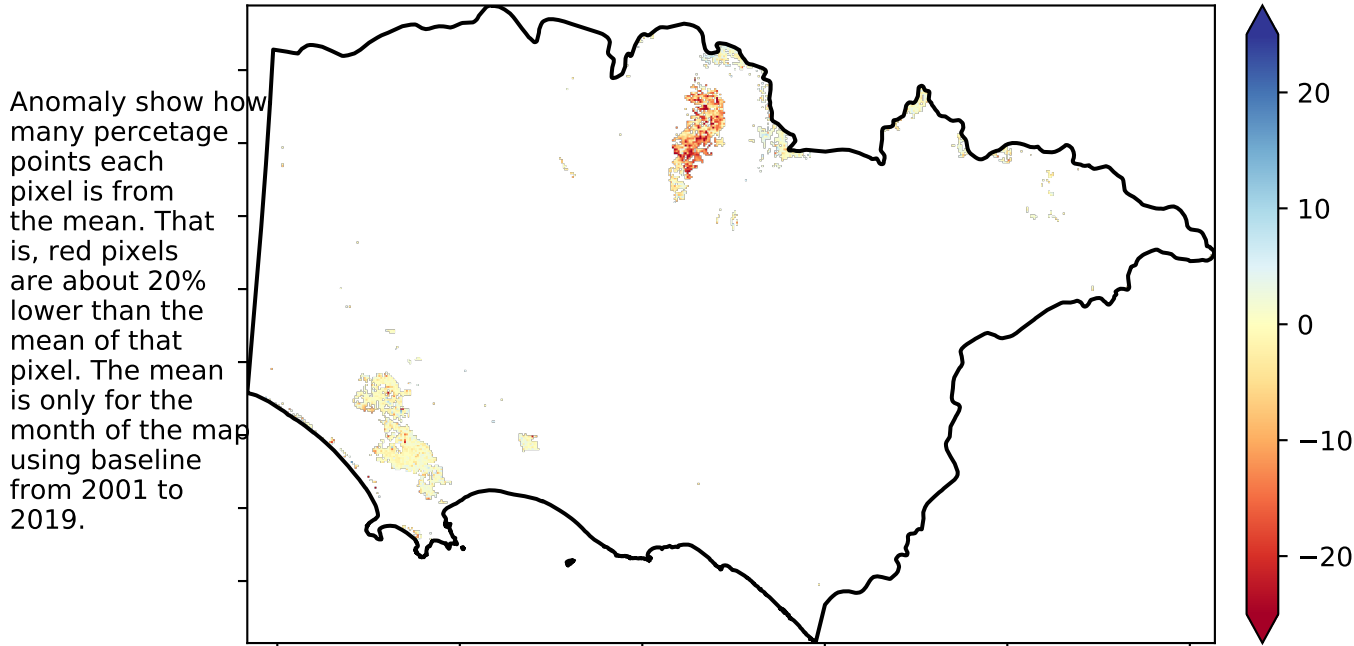 Anomaly show how
many percetage
points each
pixel is from
the mean. That
is, red pixels
are about 20%
lower than the
mean of that
pixel. The mean
is only for the
month of the map
using baseline
from 2001 to
2019.
20
10
0
−10
−20